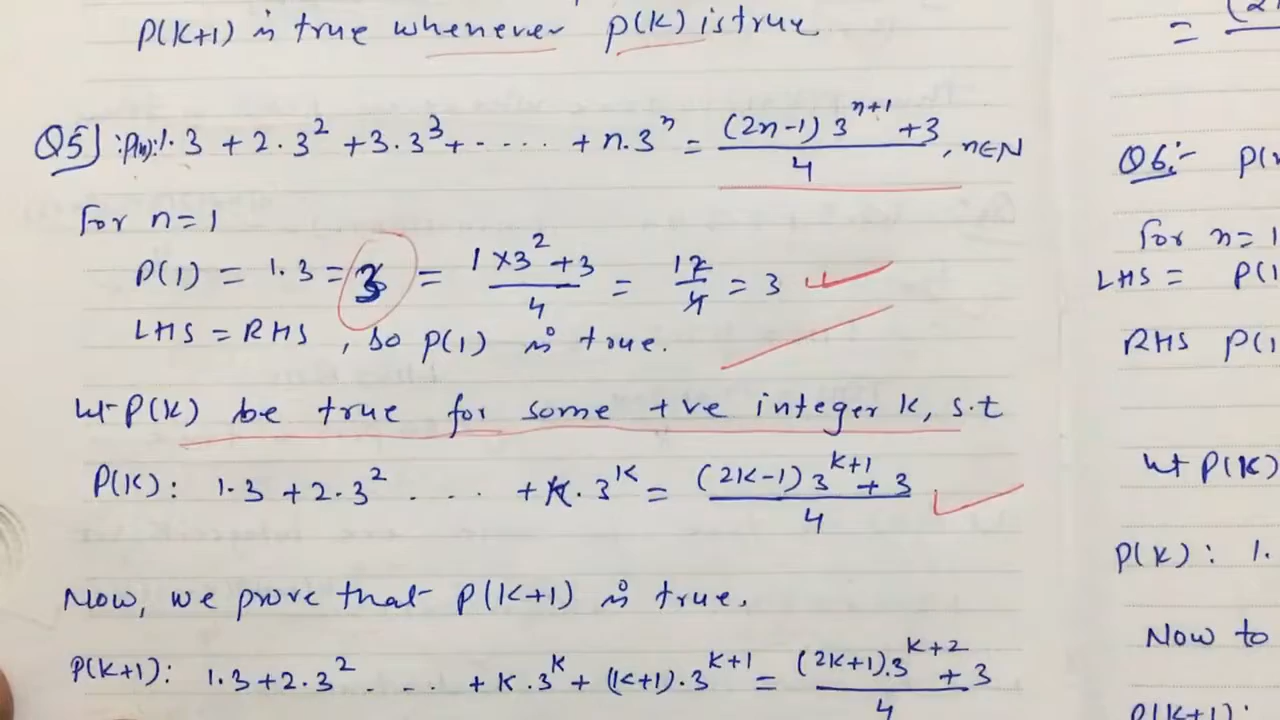 P(K+1) is true whenever P(K) is true
Q5] :P(n): 1.3 + 2.3² + 3.3³ + - . . . . + n.3ⁿ = ((2n-1) 3ⁿ⁺¹ + 3)/4, n∈N
For n=1
P(1) = 1.3 = 3 = (1×3² + 3)/4 = 12/4 = 3
LHS = RHS, so P(1) is true.
Let P(K) be true for some +ve integer K, s.t
P(K): 1.3 + 2.3² . . . . + K.3ᴷ = ((2K-1) 3ᴷ⁺¹ + 3)/4
Now, we prove that P(K+1) is true.
P(K+1): 1.3 + 2.3² - . . . + K.3ᴷ + (K+1).3ᴷ⁺¹ = ((2K+1).3ᴷ⁺² + 3)/4
=
Q6:-
For n=1
LHS = P(1
RHS P(1
Let P(K)
P(K): 1.
Now to
P(K+1):